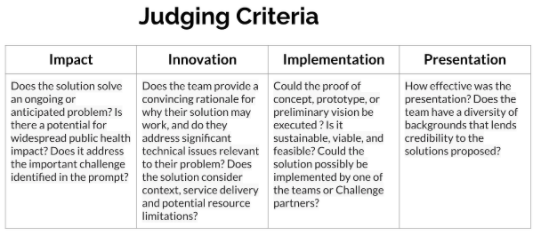 Judging Criteria
Impact
Does the solution solve
an ongoing or
anticipated problem? Is
there a potential for
widespread public health
impact? Does it address
the important challenge
identified in the prompt?
Innovation
Does the team provide a
convincing rationale for
why their solution may
work, and do they
address significant
technical issues relevant
to their problem? Does
the solution consider
context, service delivery
and potential resource
limitations?
Implementation
Could the proof of
concept, prototype, or
preliminary vision be
executed ? Is it
sustainable, viable, and
feasible? Could the
solution possibly be
implemented by one of
the teams or Challenge
partners?
Presentation
How effective was the
presentation? Does the
team have a diversity of
backgrounds that lends
credibility to the
solutions proposed?